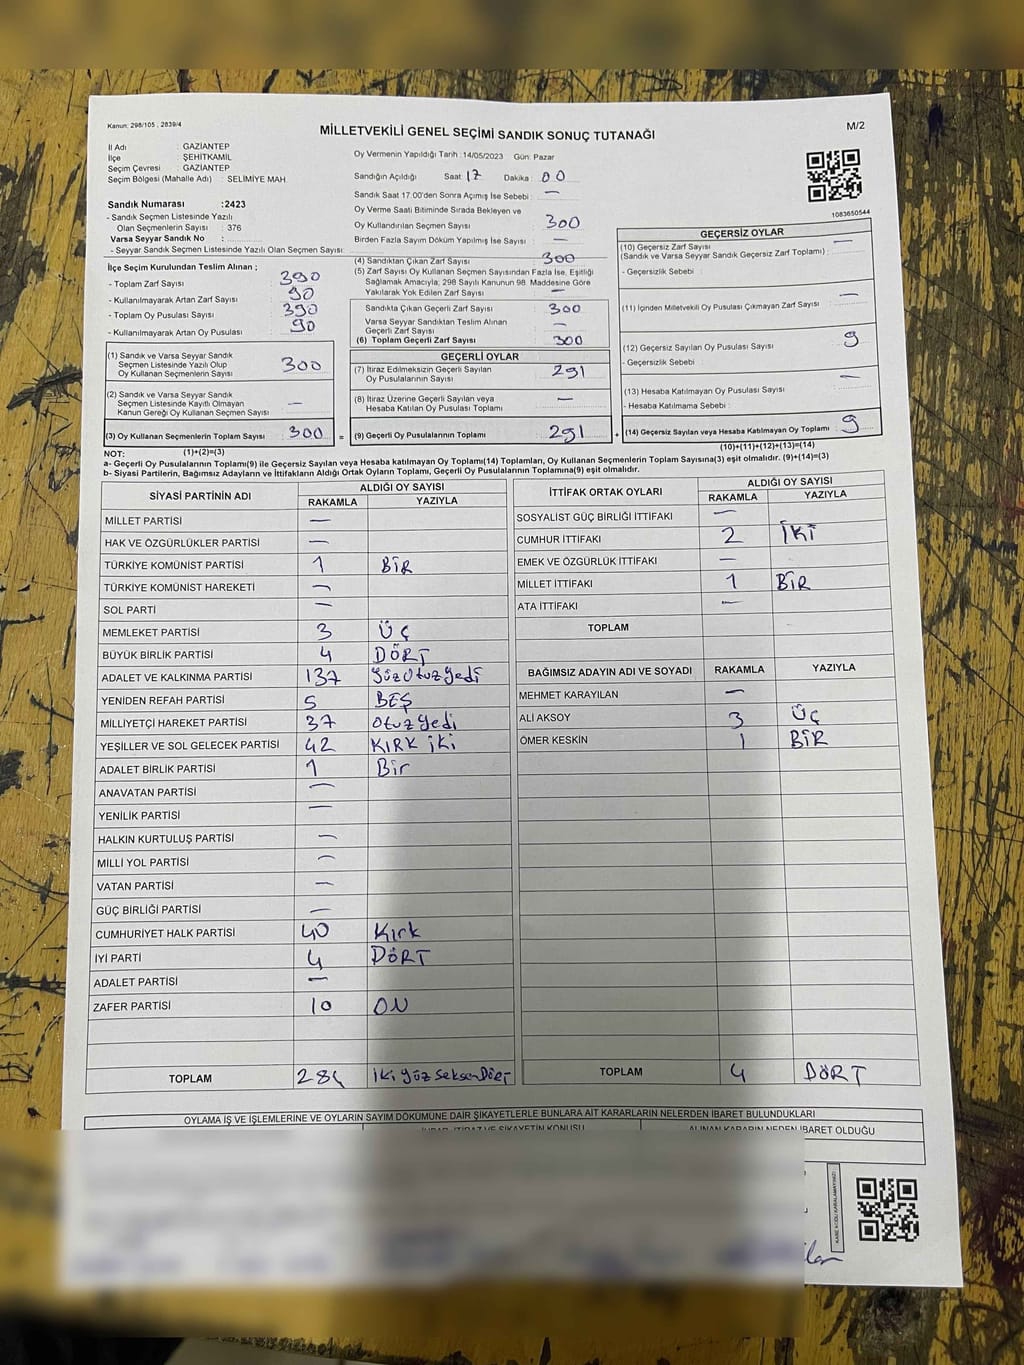 Kanun: 298/105 , 2839/4
MİLLETVEKİLİ GENEL SEÇİMİ SANDIK SONUÇ TUTANAĞI
M/2
İl Adı : GAZİANTEP
İlçe : ŞEHİTKAMİL
Seçim Çevresi : GAZİANTEP
Seçim Bölgesi (Mahalle Adı) : SELİMİYE MAH
Sandık Numarası :2423
- Sandık Seçmen Listesinde Yazılı
Olan Seçmenlerin Sayısı : 376
Varsa Seyyar Sandık No :
- Seyyar Sandık Seçmen Listesinde Yazılı Olan Seçmen Sayısı:
Oy Vermenin Yapıldığı Tarih :14/05/2023 Gün: Pazar
Sandığın Açıldığı Saat : 17 Dakika : 00
Sandık Saat 17.00'den Sonra Açımış İse Sebebi : —
Oy Verme Saati Bitiminde Sırada Bekleyen ve
Oy Kullandırılan Seçmen Sayısı : 300
Birden Fazla Sayım Döküm Yapılmış İse Sayısı : —
1083650544
İlçe Seçim Kurulundan Teslim Alınan ;
- Toplam Zarf Sayısı : 390
- Kullanılmayarak Artan Zarf Sayısı : 90
- Toplam Oy Pusulası Sayısı : 390
- Kullanılmayarak Artan Oy Pusulası : 90
(4) Sandıktan Çıkan Zarf Sayısı : 300
(5) Zarf Sayısı Oy Kullanan Seçmen Sayısından Fazla İse, Eşitliği
Sağlamak Amacıyla; 298 Sayılı Kanunun 98. Maddesine Göre
Yakılarak Yok Edilen Zarf Sayısı : —
Sandıkta Çıkan Geçerli Zarf Sayısı : 300
Varsa Seyyar Sandıktan Teslim Alınan
Geçerli Zarf Sayısı : —
(6) Toplam Geçerli Zarf Sayısı : 300
GEÇERSİZ OYLAR
(10) Geçersiz Zarf Sayısı : —
(Sandık ve Varsa Seyyar Sandık Geçersiz Zarf Toplamı) :
- Geçersizlik Sebebi :
(11) İçinden Milletvekili Oy Pusulası Çıkmayan Zarf Sayısı : —
(12) Geçersiz Sayılan Oy Pusulası Sayısı : 9
- Geçersizlik Sebebi :
(13) Hesaba Katılmayan Oy Pusulası Sayısı : —
- Hesaba Katılmama Sebebi :
(14) Geçersiz Sayılan veya Hesaba Katılmayan Oy Toplamı : 9
(10)+(11)+(12)+(13)=(14)
(1) Sandık ve Varsa Seyyar Sandık
Seçmen Listesinde Yazılı Olup
Oy Kullanan Seçmenlerin Sayısı : 300
(2) Sandık ve Varsa Seyyar Sandık
Seçmen Listesinde Kayıtlı Olmayan
Kanun Gereği Oy Kullanan Seçmen Sayısı : —
(3) Oy Kullanan Seçmenlerin Toplam Sayısı : 300 =
(1)+(2)=(3)
GEÇERLİ OYLAR
(7) İtiraz Edilmeksizin Geçerli Sayılan
Oy Pusulalarının Sayısı : 291
(8) İtiraz Üzerine Geçerli Sayılan veya
Hesaba Katılan Oy Pusulası Toplamı : —
(9) Geçerli Oy Pusulalarının Toplamı : 291 +
NOT:
a- Geçerli Oy Pusulalarının Toplamı(9) ile Geçersiz Sayılan veya Hesaba katılmayan Oy Toplamı(14) Toplamları, Oy Kullanan Seçmenlerin Toplam Sayısına(3) eşit olmalıdır. (9)+(14)=(3)
b- Siyasi Partilerin, Bağımsız Adayların ve İttifakların Aldığı Ortak Oyların Toplamı, Geçerli Oy Pusulalarının Toplamına(9) eşit olmalıdır.
SİYASİ PARTİNİN ADI ALDIĞI OY SAYISI
RAKAMLA YAZIYLA
MİLLET PARTİSİ —
HAK VE ÖZGÜRLÜKLER PARTİSİ —
TÜRKİYE KOMÜNİST PARTİSİ 1 BİR
TÜRKİYE KOMÜNİST HAREKETİ —
SOL PARTİ —
MEMLEKET PARTİSİ 3 ÜÇ
BÜYÜK BİRLİK PARTİSİ 4 DÖRT
ADALET VE KALKINMA PARTİSİ 137 yüzotuzyedi
YENİDEN REFAH PARTİSİ 5 BEŞ
MİLLİYETÇİ HAREKET PARTİSİ 37 otuzyedi
YEŞİLLER VE SOL GELECEK PARTİSİ 42 KIRK İKİ
ADALET BİRLİK PARTİSİ 1 Bir
ANAVATAN PARTİSİ —
YENİLİK PARTİSİ —
HALKIN KURTULUŞ PARTİSİ —
MİLLİ YOL PARTİSİ —
VATAN PARTİSİ —
GÜÇ BİRLİĞİ PARTİSİ —
CUMHURİYET HALK PARTİSİ 40 Kırk
İYİ PARTİ 4 DÖRT
ADALET PARTİSİ —
ZAFER PARTİSİ 10 ON
TOPLAM 284 İki yüz seksen Dört
İTTİFAK ORTAK OYLARI ALDIĞI OY SAYISI
RAKAMLA YAZIYLA
SOSYALİST GÜÇ BİRLİĞİ İTTİFAKI —
CUMHUR İTTİFAKI 2 İKİ
EMEK VE ÖZGÜRLÜK İTTİFAKI —
MİLLET İTTİFAKI 1 BİR
ATA İTTİFAKI —
TOPLAM
BAĞIMSIZ ADAYIN ADI VE SOYADI RAKAMLA YAZIYLA
MEHMET KARAYILAN —
ALİ AKSOY 3 ÜÇ
ÖMER KESKİN 1 BİR
TOPLAM 4 DÖRT
OYLAMA İŞ VE İŞLEMLERİNE VE OYLARIN SAYIM DÖKÜMÜNE DAİR ŞİKAYETLERLE BUNLARA AİT KARARLARIN NELERDEN İBARET BULUNDUKLARI
İHBAR, İTİRAZ VE ŞİKAYETİN KONUSU ALINAN KARARIN NEDEN İBARET OLDUĞU